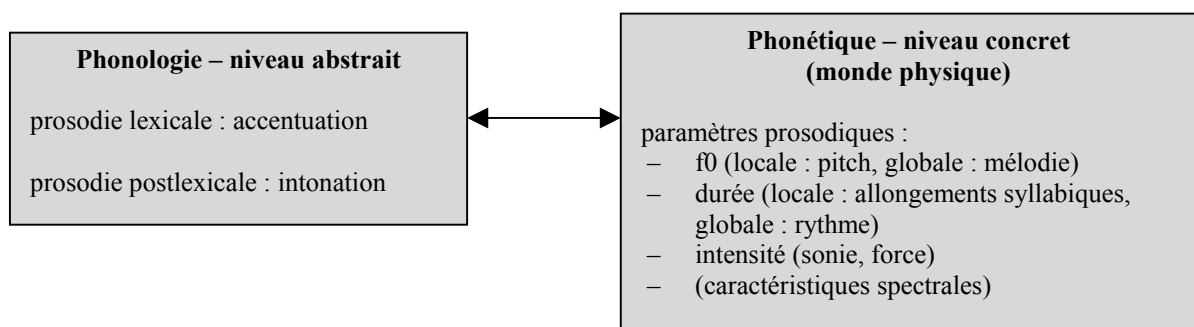 Phonologie – niveau abstrait
prosodie lexicale : accentuation
prosodie postlexicale : intonation
Phonétique – niveau concret
(monde physique)
paramètres prosodiques :
– f0 (locale : pitch, globale : mélodie)
– durée (locale : allongements syllabiques,
globale : rythme)
– intensité (sonie, force)
– (caractéristiques spectrales)